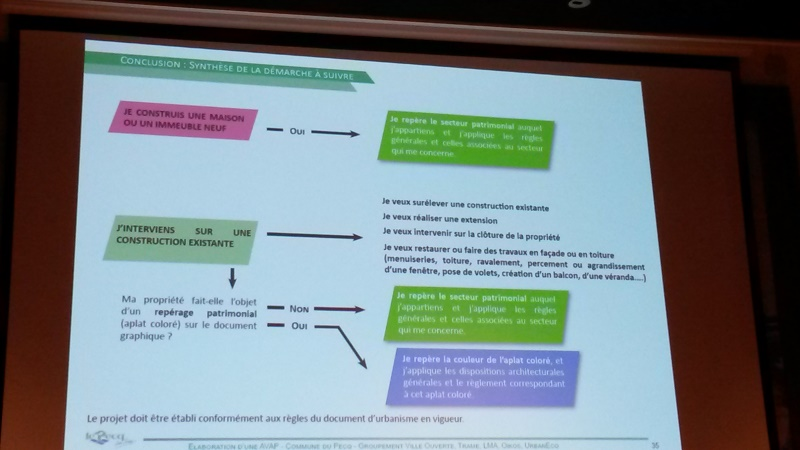 CONCLUSION : SYNTHÈSE DE LA DÉMARCHE À SUIVRE
JE CONSTRUIS UNE MAISON
OU UN IMMEUBLE NEUF
OUI
Je repère le secteur patrimonial auquel
j'appartiens et j'applique les règles
générales et celles associées au secteur
qui me concerne.
Je veux surélever une construction existante
Je veux réaliser une extension
Je veux intervenir sur la clôture de la propriété
Je veux restaurer ou faire des travaux en façade ou en toiture
(menuiseries, toiture, ravalement, percement ou agrandissement
d'une fenêtre, pose de volets, création d'un balcon, d'une véranda....)
J'INTERVIENS SUR UNE
CONSTRUCTION EXISTANTE
Ma propriété fait-elle l'objet
d'un repérage patrimonial
(aplat coloré) sur le document
graphique ?
NON
OUI
Je repère le secteur patrimonial auquel
j'appartiens et j'applique les règles
générales et celles associées au secteur
qui me concerne.
Je repère la couleur de l'aplat coloré, et
j'applique les dispositions architecturales
générales et le règlement correspondant
à cet aplat coloré.
Le projet doit être établi conformément aux règles du document d'urbanisme en vigueur.
ELABORATION D'UNE AVAP - COMMUNE DU PECQ - GROUPEMENT VILLE OUVERTE, TRAME, LMA,
35